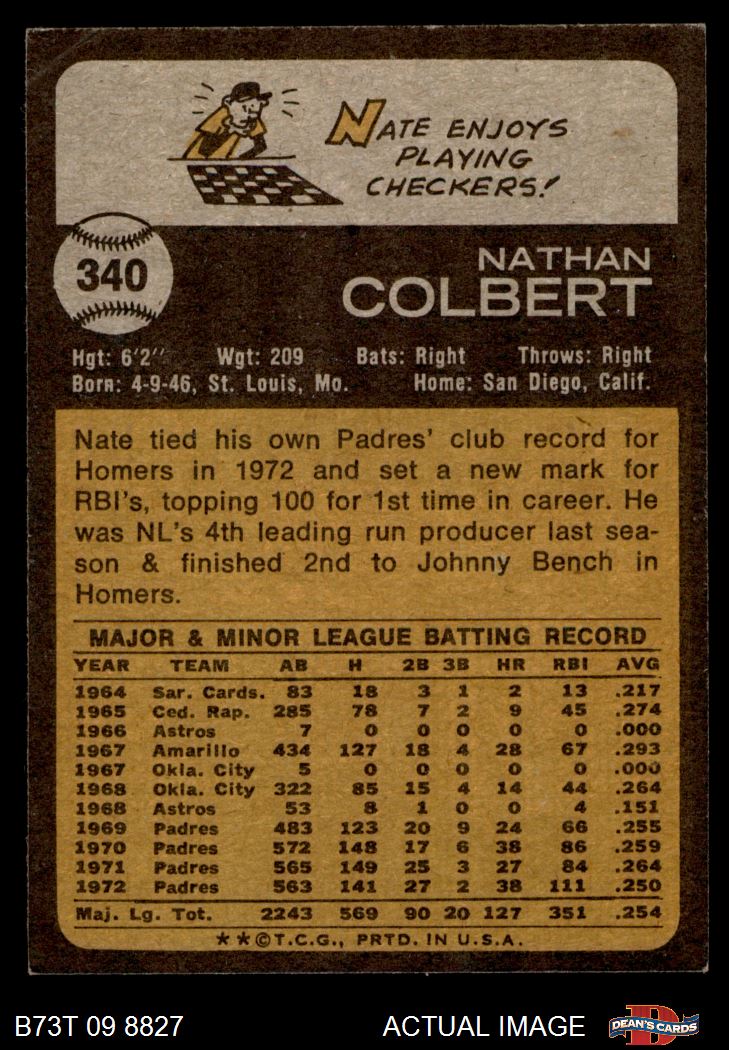 NATE ENJOYS
PLAYING
CHECKERS!
340
NATHAN
COLBERT
Hgt: 6'2" Wgt: 209 Bats: Right Throws: Right
Born: 4-9-46, St. Louis, Mo. Home: San Diego, Calif.
Nate tied his own Padres' club record for
Homers in 1972 and set a new mark for
RBI's, topping 100 for 1st time in career. He
was NL's 4th leading run producer last sea-
son & finished 2nd to Johnny Bench in
Homers.
MAJOR & MINOR LEAGUE BATTING RECORD
YEAR TEAM AB H 2B 3B HR RBI AVG
1964 Sar. Cards. 83 18 3 1 2 13 .217
1965 Ced. Rap. 285 78 7 2 9 45 .274
1966 Astros 7 0 0 0 0 0 .000
1967 Amarillo 434 127 18 4 28 67 .293
1967 Okla. City 5 0 0 0 0 0 .000
1968 Okla. City 322 85 15 4 14 44 .264
1968 Astros 53 8 1 0 0 4 .151
1969 Padres 483 123 20 9 24 66 .255
1970 Padres 572 148 17 6 38 86 .259
1971 Padres 565 149 25 3 27 84 .264
1972 Padres 563 141 27 2 38 111 .250
Maj. Lg. Tot. 2243 569 90 20 127 351 .254
**©T.C.G., PRTD. IN U.S.A.
B73T 09 8827 ACTUAL IMAGE D DEAN'S CARDS